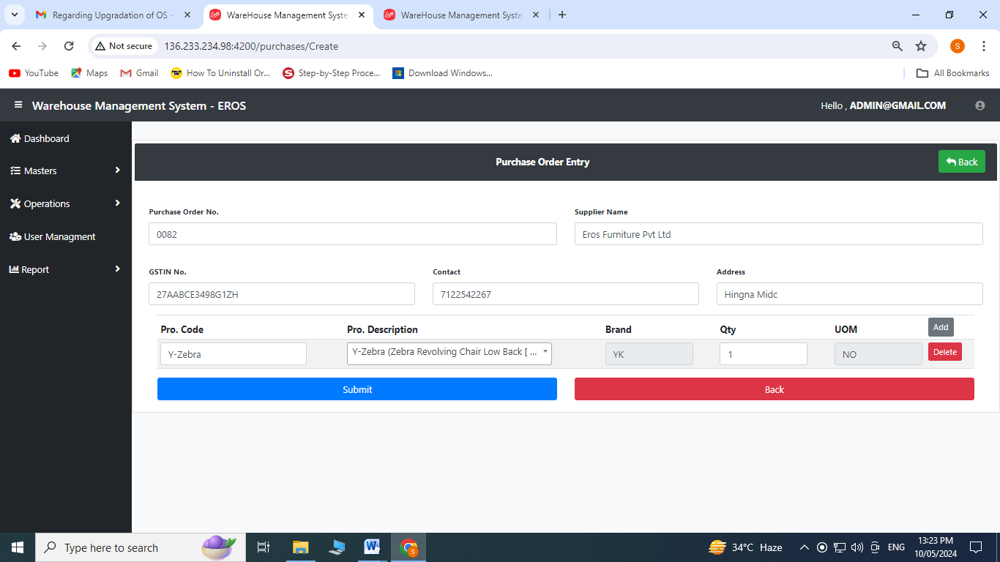 Regarding Upgradation of OS -
WareHouse Management Syste
WareHouse Management Syste
Not secure
136.233.234.98:4200/purchases/Create
S
YouTube
Maps
Gmail
How To Uninstall Or...
Step-by-Step Proce...
Download Windows...
All Bookmarks
Warehouse Management System - EROS
Hello , ADMIN@GMAIL.COM
Dashboard
Masters
Operations
User Managment
Report
Purchase Order Entry
Back
Purchase Order No.
Supplier Name
0082
Eros Furniture Pvt Ltd
GSTIN No.
Contact
Address
27AABCE3498G1ZH
7122542267
Hingna Midc
Pro. Code
Pro. Description
Brand
Qty
UOM
Add
Y-Zebra
Y-Zebra (Zebra Revolving Chair Low Back [ ...
YK
1
NO
Delete
Submit
Back
Type here to search
34°C Haze
ENG
13:23 PM
10/05/2024